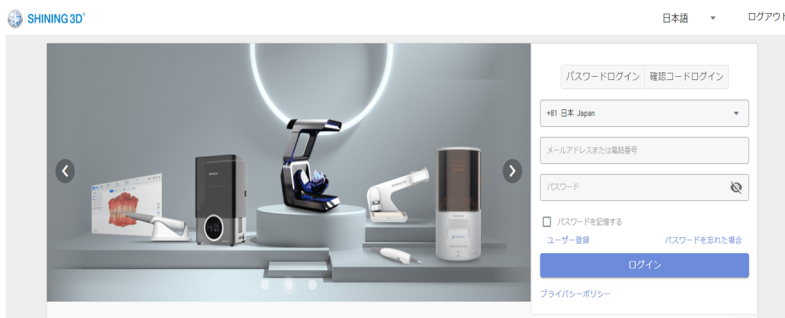 SHINING 3D®
日本語
ログアウト
パスワードログイン 確認コードログイン
+81 日本 Japan
メールアドレスまたは電話番号
パスワード
パスワードを記憶する
ユーザー登録 パスワードを忘れた場合
ログイン
プライバシーポリシー